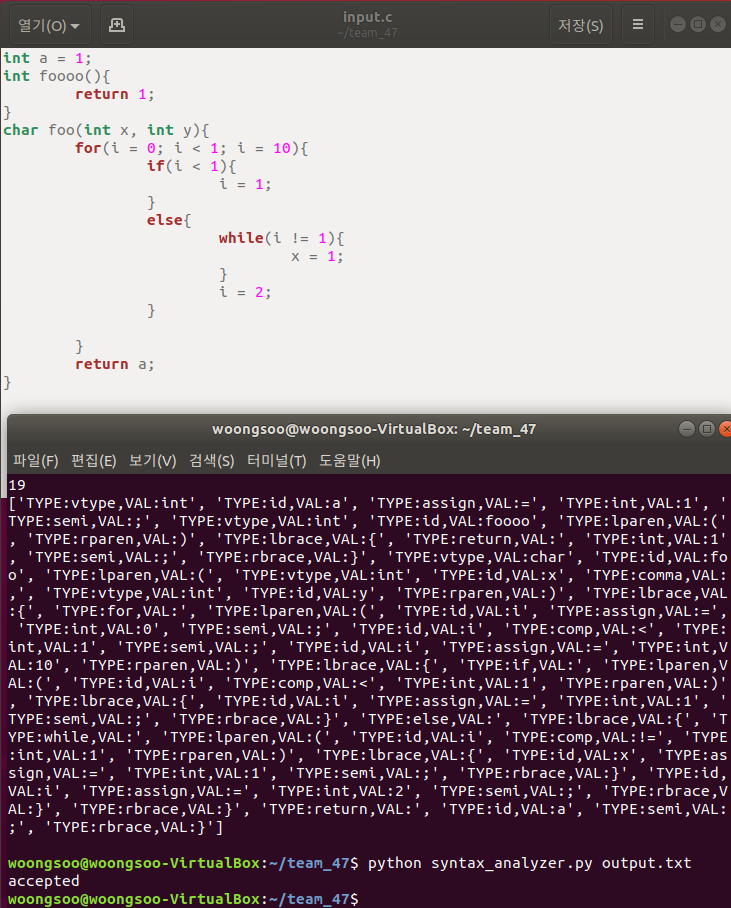 열기(O)
input.c
~/team_47
저장(S)
int a = 1;
int foooo(){
        return 1;
}
char foo(int x, int y){
        for(i = 0; i < 1; i = 10){
                if(i < 1){
                        i = 1;
                }
                else{
                        while(i != 1){
                                x = 1;
                        }
                        i = 2;
                }

        }
        return a;
}
woongsoo@woongsoo-VirtualBox: ~/team_47
파일(F) 편집(E) 보기(V) 검색(S) 터미널(T) 도움말(H)
19
['TYPE:vtype,VAL:int', 'TYPE:id,VAL:a', 'TYPE:assign,VAL:=', 'TYPE:int,VAL:1', '
TYPE:semi,VAL:;', 'TYPE:vtype,VAL:int', 'TYPE:id,VAL:foooo', 'TYPE:lparen,VAL:('
, 'TYPE:rparen,VAL:)', 'TYPE:lbrace,VAL:{', 'TYPE:return,VAL:', 'TYPE:int,VAL:1'
, 'TYPE:semi,VAL:;', 'TYPE:rbrace,VAL:}', 'TYPE:vtype,VAL:char', 'TYPE:id,VAL:fo
o', 'TYPE:lparen,VAL:(', 'TYPE:vtype,VAL:int', 'TYPE:id,VAL:x', 'TYPE:comma,VAL:
,', 'TYPE:vtype,VAL:int', 'TYPE:id,VAL:y', 'TYPE:rparen,VAL:)', 'TYPE:lbrace,VAL
:{', 'TYPE:for,VAL:', 'TYPE:lparen,VAL:(', 'TYPE:id,VAL:i', 'TYPE:assign,VAL:=',
 'TYPE:int,VAL:0', 'TYPE:semi,VAL:;', 'TYPE:id,VAL:i', 'TYPE:comp,VAL:<', 'TYPE:
int,VAL:1', 'TYPE:semi,VAL:;', 'TYPE:id,VAL:i', 'TYPE:assign,VAL:=', 'TYPE:int,V
AL:10', 'TYPE:rparen,VAL:)', 'TYPE:lbrace,VAL:{', 'TYPE:if,VAL:', 'TYPE:lparen,V
AL:(', 'TYPE:id,VAL:i', 'TYPE:comp,VAL:<', 'TYPE:int,VAL:1', 'TYPE:rparen,VAL:)'
, 'TYPE:lbrace,VAL:{', 'TYPE:id,VAL:i', 'TYPE:assign,VAL:=', 'TYPE:int,VAL:1', '
TYPE:semi,VAL:;', 'TYPE:rbrace,VAL:}', 'TYPE:else,VAL:', 'TYPE:lbrace,VAL:{', 'T
YPE:while,VAL:', 'TYPE:lparen,VAL:(', 'TYPE:id,VAL:i', 'TYPE:comp,VAL:!=', 'TYPE
:int,VAL:1', 'TYPE:rparen,VAL:)', 'TYPE:lbrace,VAL:{', 'TYPE:id,VAL:x', 'TYPE:as
sign,VAL:=', 'TYPE:int,VAL:1', 'TYPE:semi,VAL:;', 'TYPE:rbrace,VAL:}', 'TYPE:id,
VAL:i', 'TYPE:assign,VAL:=', 'TYPE:int,VAL:2', 'TYPE:semi,VAL:;', 'TYPE:rbrace,V
AL:}', 'TYPE:rbrace,VAL:}', 'TYPE:return,VAL:', 'TYPE:id,VAL:a', 'TYPE:semi,VAL:
;', 'TYPE:rbrace,VAL:}']

woongsoo@woongsoo-VirtualBox:~/team_47$ python syntax_analyzer.py output.txt
accepted
woongsoo@woongsoo-VirtualBox:~/team_47$